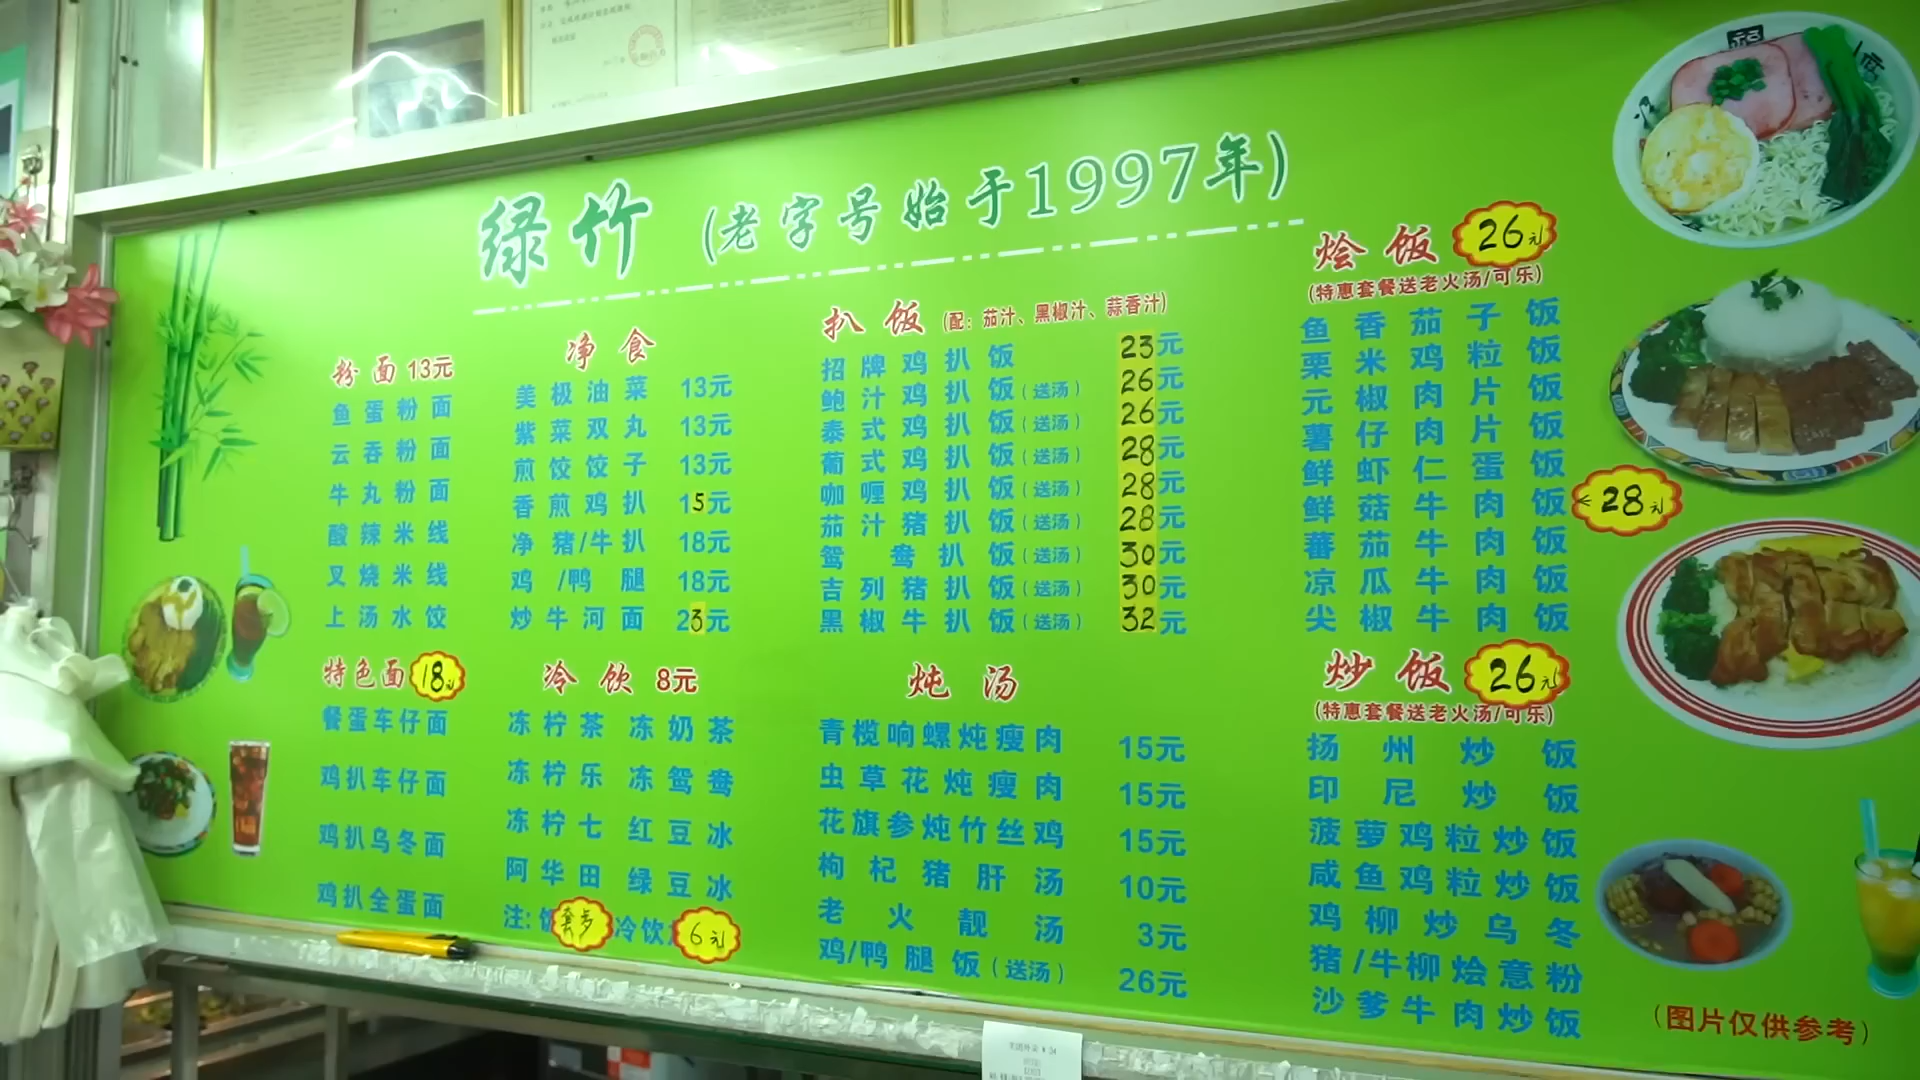 绿竹 (老字号始于1997年)
粉面 13元
鱼蛋粉面
云吞粉面
牛丸粉面
酸辣米线
叉烧米线
上汤水饺
特色面 18元
餐蛋车仔面
鸡扒车仔面
鸡扒乌冬面
鸡扒全蛋面
净食
美极油菜 13元
紫菜双丸 13元
煎饺饺子 13元
香煎鸡扒 15元
净猪/牛扒 18元
鸡/鸭腿 18元
炒牛河面 23元
冷饮 8元
冻柠茶 冻奶茶
冻柠乐 冻鸳鸯
冻柠七 红豆冰
阿华田 绿豆冰
注: 套多 冷饮 6元
扒饭 (配: 茄汁、黑椒汁、蒜香汁)
招牌鸡扒饭 23元
鲍汁鸡扒饭(送汤) 26元
泰式鸡扒饭(送汤) 26元
葡式鸡扒饭(送汤) 28元
咖喱鸡扒饭(送汤) 28元
茄汁猪扒饭(送汤) 28元
鸳鸯扒饭(送汤) 30元
吉列猪扒饭(送汤) 30元
黑椒牛扒饭(送汤) 32元
炖汤
青榄响螺炖瘦肉 15元
虫草花炖瘦肉 15元
花旗参炖竹丝鸡 15元
枸杞猪肝汤 10元
老火靓汤 3元
鸡/鸭腿饭(送汤) 26元
烩饭 26元
(特惠套餐送老火汤/可乐)
鱼香茄子饭
粟米鸡粒饭
元椒肉片饭
薯仔肉片饭
鲜虾仁蛋饭
鲜菇牛肉饭 28元
蕃茄牛肉饭
凉瓜牛肉饭
尖椒牛肉饭
炒饭 26元
(特惠套餐送老火汤/可乐)
扬州炒饭
印尼炒饭
菠萝鸡粒炒饭
咸鱼鸡粒炒饭
鸡柳炒乌冬
猪/牛柳烩意粉
沙爹牛肉炒饭
(图片仅供参考)